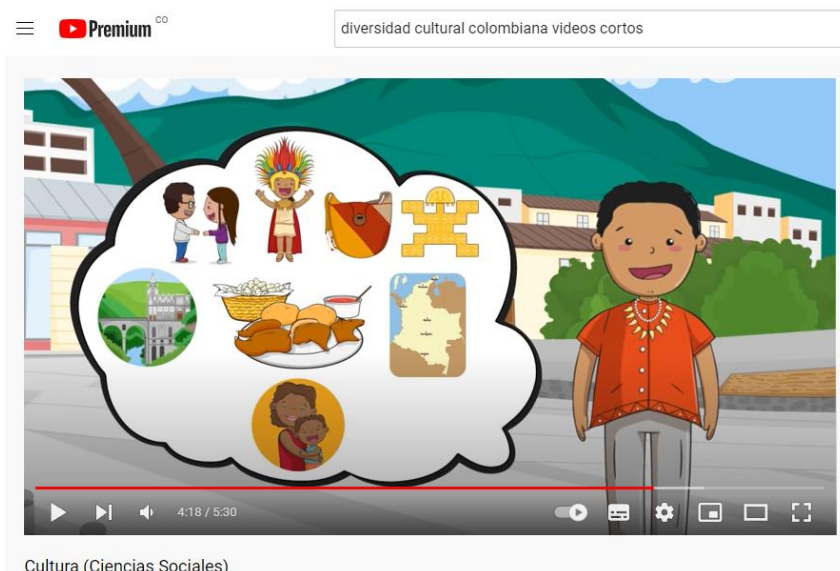 Premium CO
diversidad cultural colombiana videos cortos
4:18 / 5:30
Cultura (Ciencias Sociales)